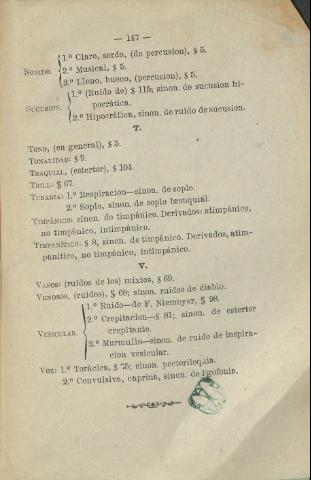 — 147 —
SONIDO. 1.º Claro, sordo, (de percusion), $ 5.
2.º Musical, $ 5.
3.º Lleno, hueco, (percusion), $ 5.
SUCUSION. 1.º (Ruido de) $ 115; sinon. de sucusion hi-
pocrática.
2.º Hipocrática, sinon. de ruido de sucusion.
T.
TONO, (en general), $ 5.
TONALIDAD: $ 9.
TRAQUIAL, (estertor), $ 104.
TRILL: $ 67.
TUBARIA: 1.º Respiracion—sinon. de soplo.
2.º Soplo, sinon. de soplo bronquial.
TIMPÁNICO: sinon. de timpánico. Derivados: atimpánico,
no timpánico, intimpánico.
TIMPANÍTICO: $ 8, sinon. de timpánico. Derivados, atim-
panítico, no timpánico, intimpánico.
V.
VASOS: (ruidos de los) mixtos, $ 69.
VENOSOS, (ruidos), $ 68; sinon. ruidos de diablo.
VESICULAR. 1.º Ruido—de F. Niemeyer, $ 98.
2.º Crepitacion—$ 81; sinon. de estertor
crepitante.
3.º Murmullo—sinon. de ruido de inspira-
cion vesicular.
VOZ: 1.º Torácica, $ 75; sinon. pectoriloquia.
2.º Convulsiva, caprina, sinon. de Egofonía.